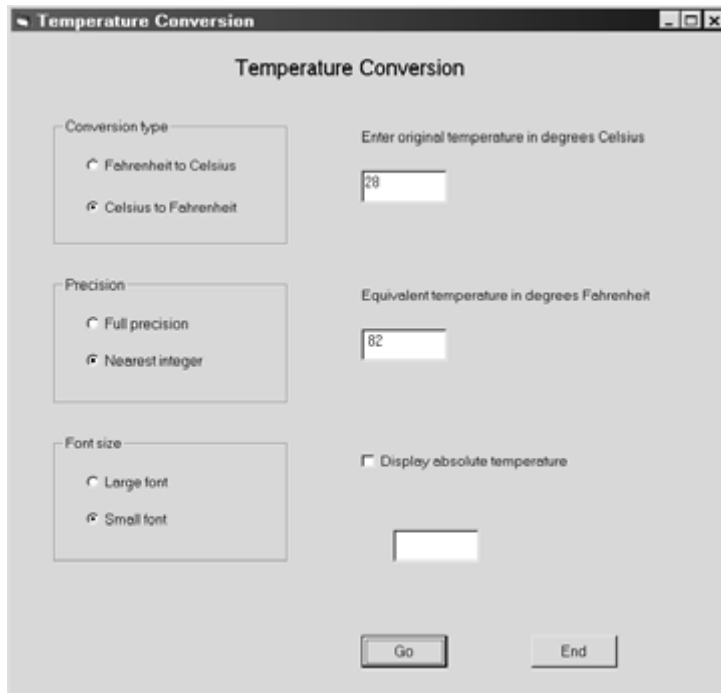 Temperature Conversion
Temperature Conversion
Conversion type
Fahrenheit to Celsius
Celsius to Fahrenheit
Enter original temperature in degrees Celsius
28
Precision
Full precision
Nearest integer
Equivalent temperature in degrees Fahrenheit
82
Font size
Large font
Small font
Display absolute temperature
Go
End